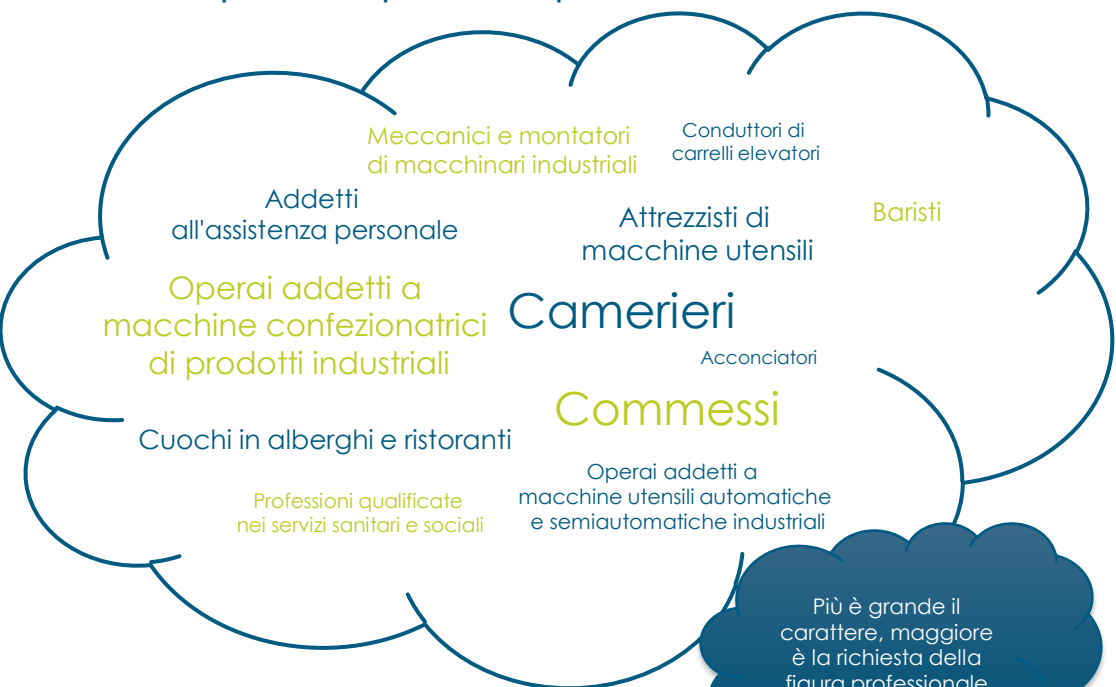 Meccanici e montatori
di macchinari industriali
Conduttori di
carrelli elevatori
Addetti
all'assistenza personale
Attrezzisti di
macchine utensili
Baristi
Operai addetti a
macchine confezionatrici
di prodotti industriali
Camerieri
Acconciatori
Commessi
Cuochi in alberghi e ristoranti
Operai addetti a
macchine utensili automatiche
e semiautomatiche industriali
Professioni qualificate
nei servizi sanitari e sociali
Più è grande il
carattere, maggiore
è la richiesta della
figura professionale